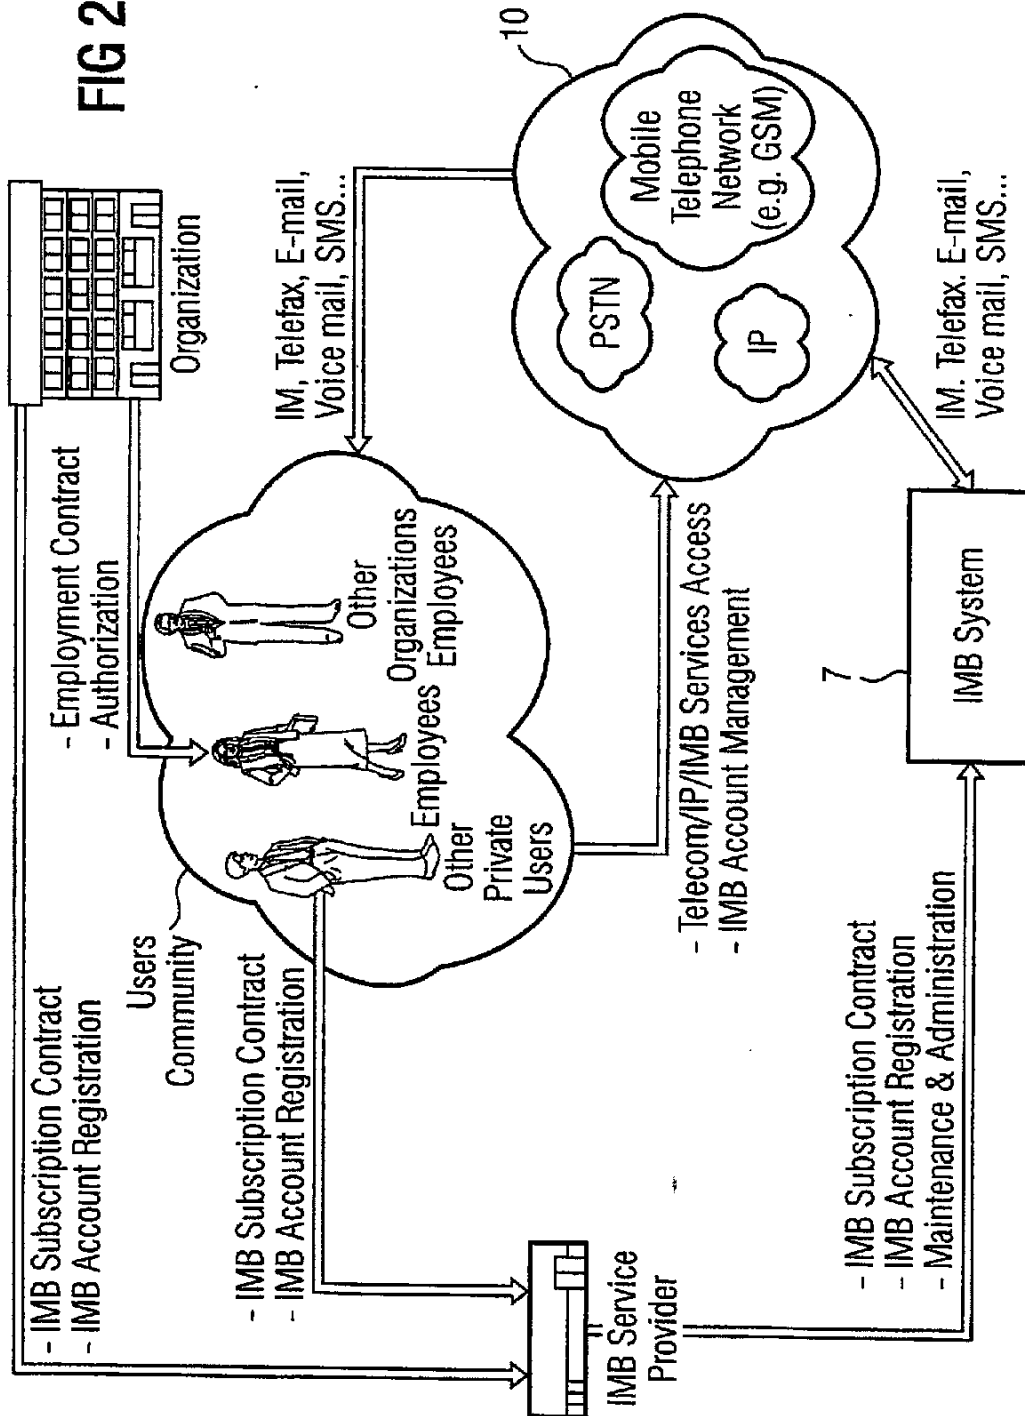 FIG 2
- IMB Subscription Contract
- IMB Account Registration
- Employment Contract
- Authorization
Organization
Users
Community
- IMB Subscription Contract
- IMB Account Registration
Other
Private
Users
Employees
Other
Organizations
Employees
IM, Telefax, E-mail,
Voice mail, SMS...
10
PSTN
Mobile
Telephone
Network
(e.g. GSM)
IP
- Telecom/IP/IMB Services Access
- IMB Account Management
IMB Service
Provider
- IMB Subscription Contract
- IMB Account Registration
- Maintenance & Administration
7
IMB System
IM. Telefax. E-mail,
Voice mail, SMS...